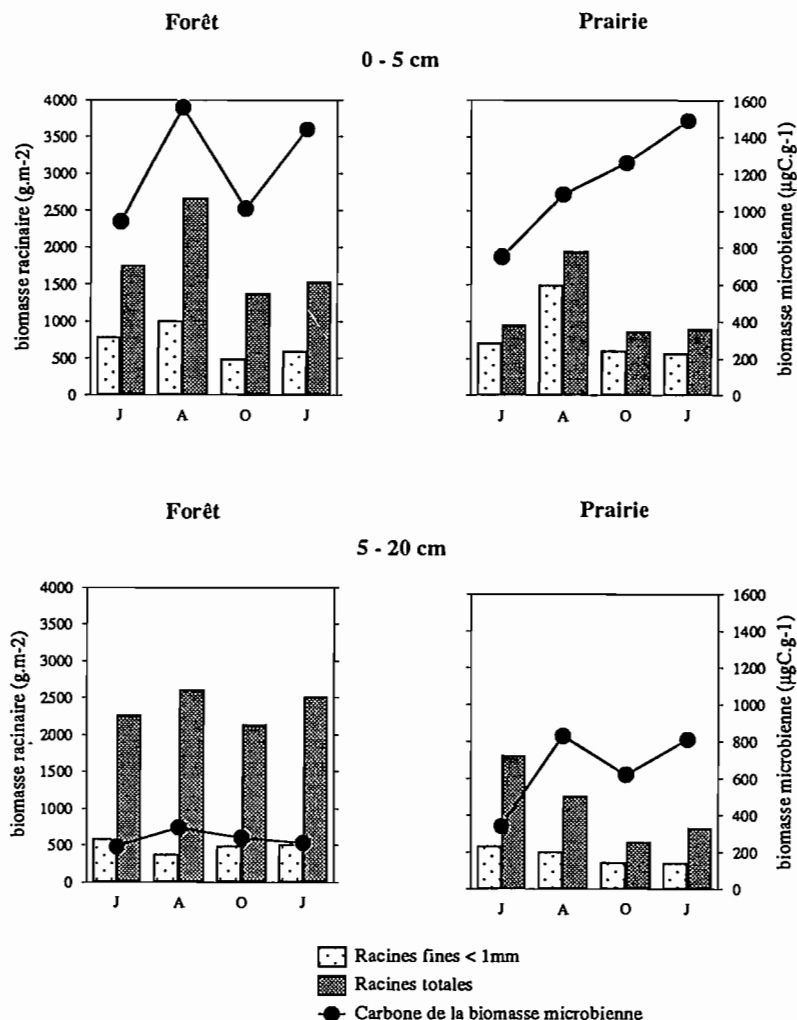 Forêt
Prairie
0 - 5 cm
biomasse racinaire (g.m-2)
4000
3500
3000
2500
2000
1500
1000
500
0
J A O J
1600
1400
1200
1000
800
600
400
200
0
biomasse microbienne (µgC.g-1)
J A O J
Forêt
Prairie
5 - 20 cm
biomasse racinaire (g.m-2)
4000
3500
3000
2500
2000
1500
1000
500
0
J A O J
1600
1400
1200
1000
800
600
400
200
0
biomasse microbienne (µgC.g-1)
J A O J
Racines fines < 1mm
Racines totales
Carbone de la biomasse microbienne